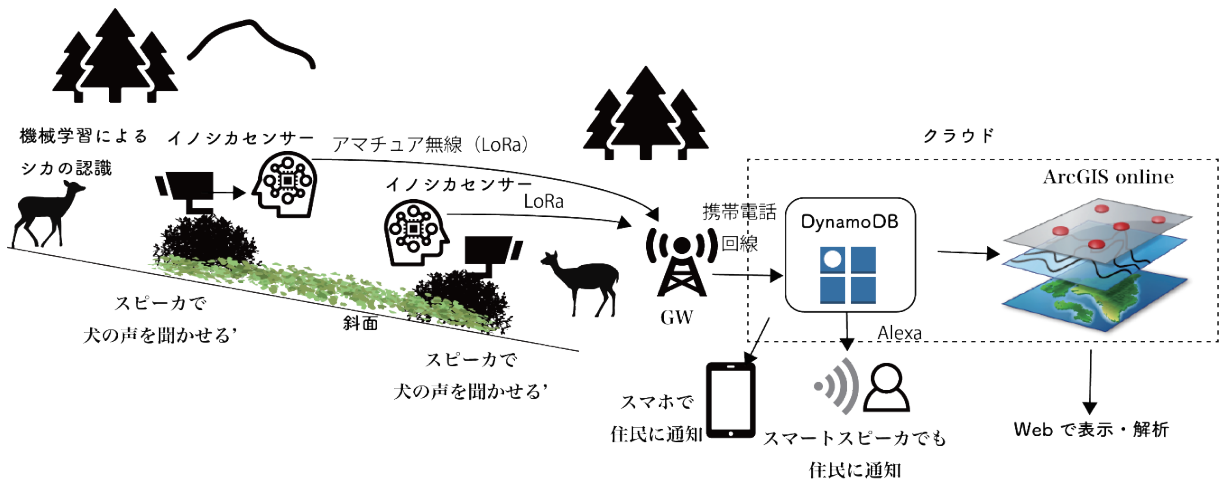 機械学習による
シカの認識
イノシカセンサー
アマチュア無線（LoRa）
イノシカセンサー
LoRa
スピーカで
犬の声を聞かせる’
斜面
スピーカで
犬の声を聞かせる’
GW
携帯電話
回線
クラウド
DynamoDB
ArcGIS online
Alexa
スマホで
住民に通知
スマートスピーカでも
住民に通知
Web で表示・解析